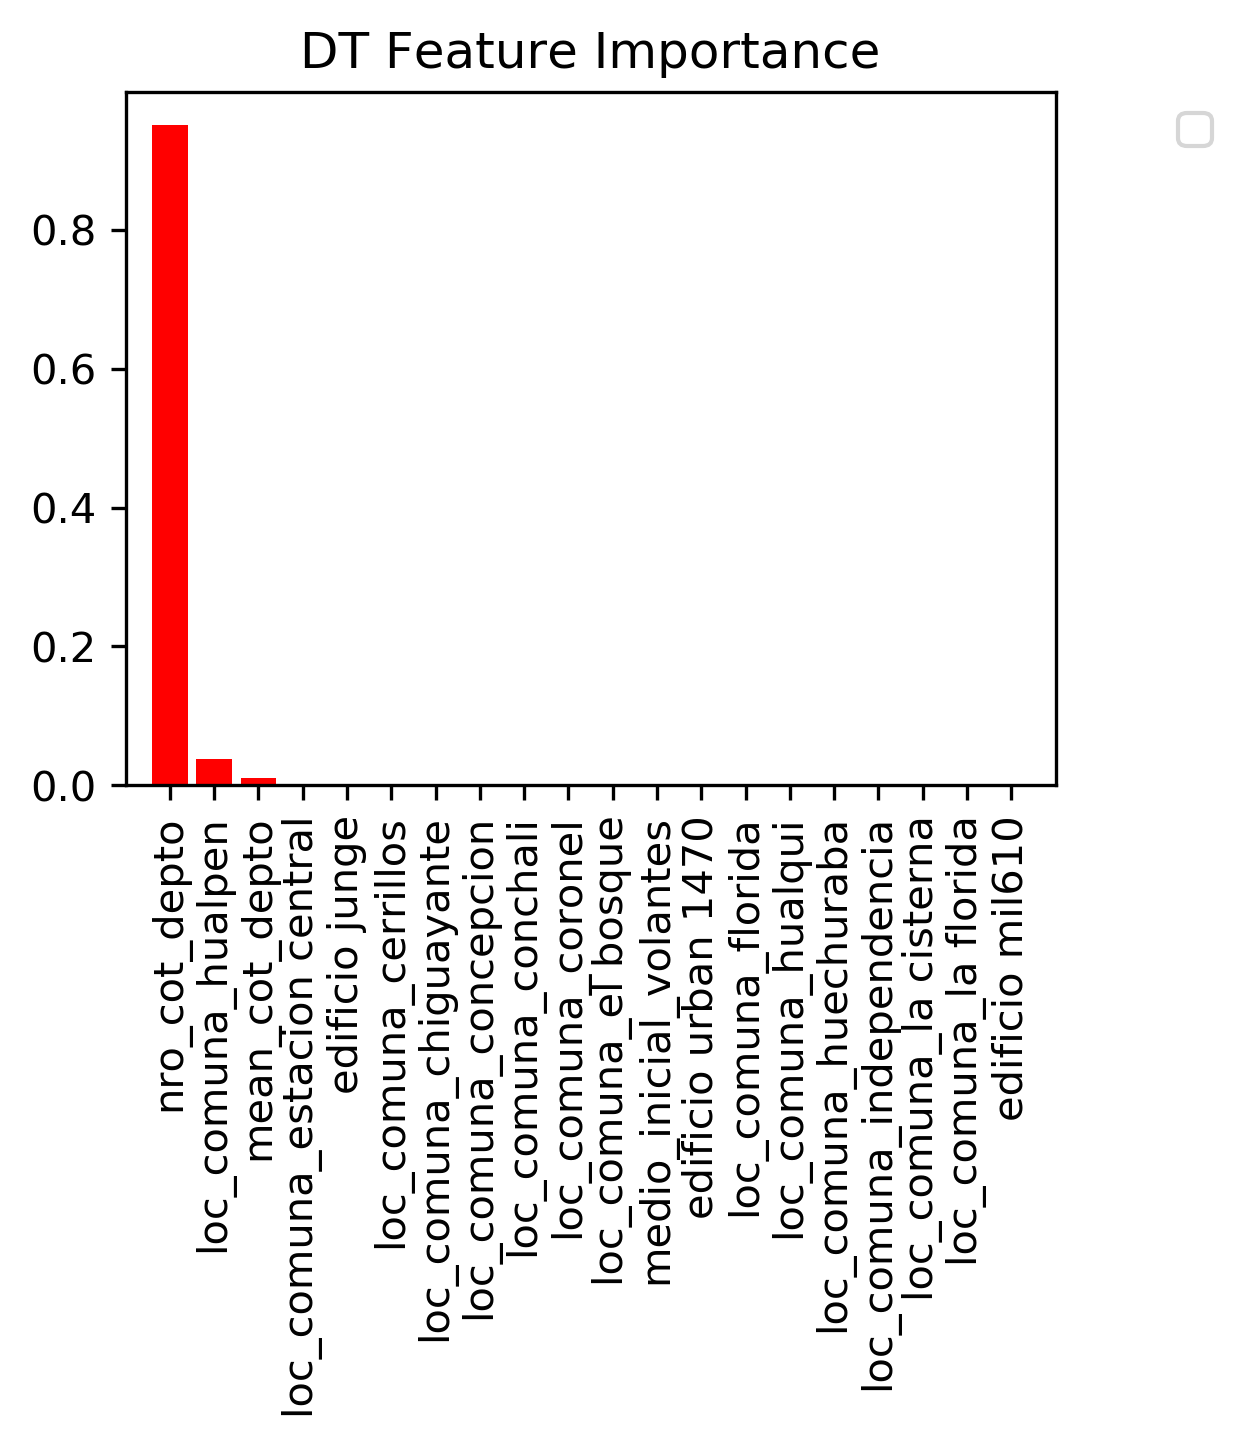 DT Feature Importance
0.8
0.6
0.4
0.2
0.0
nro_cot_depto
loc_comuna_hualpen
mean_cot_depto
loc_comuna_estacion central
edificio junge
loc_comuna_cerrillos
loc_comuna_chiguayante
loc_comuna_concepcion
loc_comuna_conchali
loc_comuna_coronel
loc_comuna_el bosque
medio_inicial_volantes
edificio urban 1470
loc_comuna_florida
loc_comuna_hualqui
loc_comuna_huechuraba
loc_comuna_independencia
loc_comuna_la cisterna
loc_comuna_la florida
edificio mil610